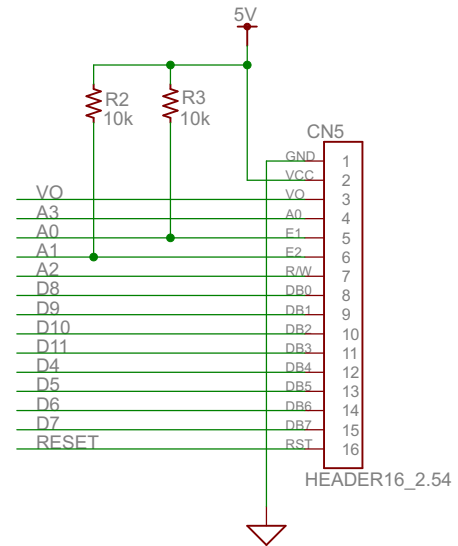 5V
R2
10k
R3
10k
CN5
GND 1
VCC 2
VO VO 3
A3 A0 4
A0 E1 5
A1 E2 6
A2 R/W 7
D8 DB0 8
D9 DB1 9
D10 DB2 10
D11 DB3 11
D4 DB4 12
D5 DB5 13
D6 DB6 14
D7 DB7 15
RESET RST 16
HEADER16_2.54